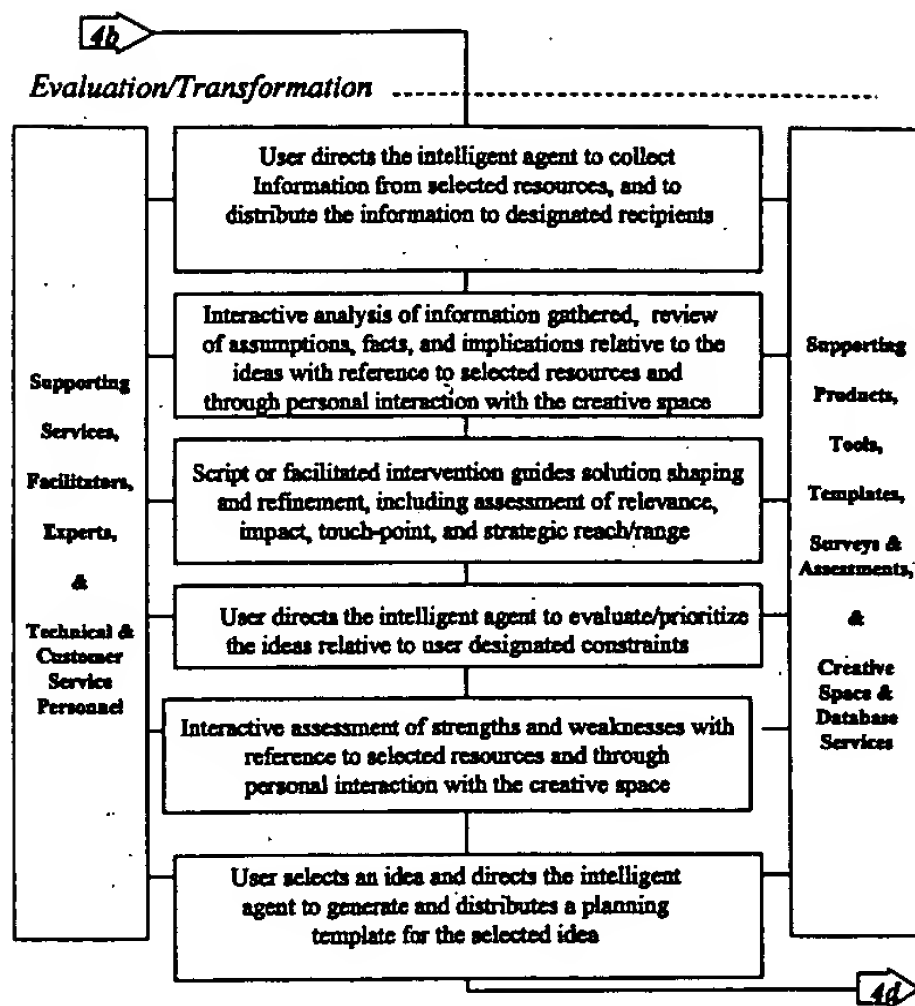 4b
Evaluation/Transformation
User directs the intelligent agent to collect
Information from selected resources, and to
distribute the information to designated recipients
Interactive analysis of information gathered, review
of assumptions, facts, and implications relative to the
ideas with reference to selected resources and
through personal interaction with the creative space
Script or facilitated intervention guides solution shaping
and refinement, including assessment of relevance,
impact, touch-point, and strategic reach/range
User directs the intelligent agent to evaluate/prioritize
the ideas relative to user designated constraints
Interactive assessment of strengths and weaknesses with
reference to selected resources and through
personal interaction with the creative space
User selects an idea and directs the intelligent
agent to generate and distributes a planning
template for the selected idea
Supporting
Services,
Facilitators,
Experts,
&
Technical &
Customer
Service
Personnel
Supporting
Products,
Tools,
Templates,
Surveys &
Assessments,
&
Creative
Space &
Database
Services
4d